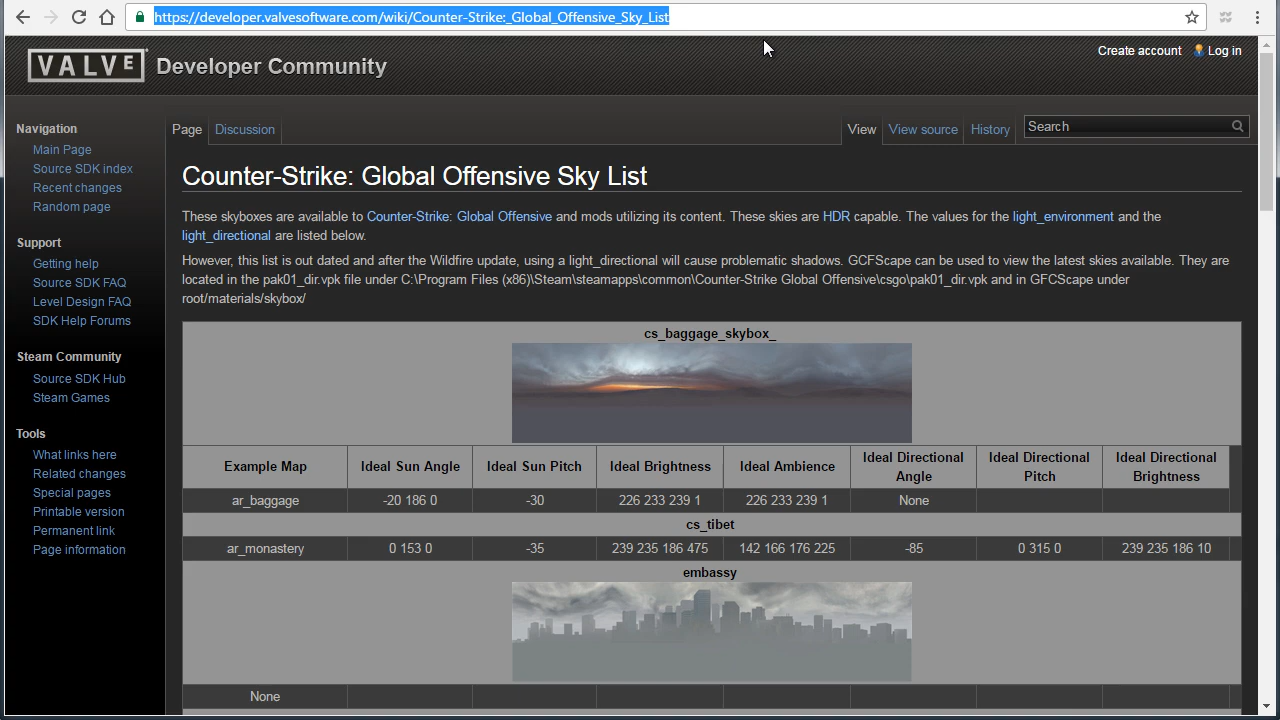 https://developer.valvesoftware.com/wiki/Counter-Strike:_Global_Offensive_Sky_List
VALVE Developer Community
Create account Log in
Navigation
Main Page
Source SDK index
Recent changes
Random page
Support
Getting help
Source SDK FAQ
Level Design FAQ
SDK Help Forums
Steam Community
Source SDK Hub
Steam Games
Tools
What links here
Related changes
Special pages
Printable version
Permanent link
Page information
Page Discussion View View source History Search
Counter-Strike: Global Offensive Sky List
These skyboxes are available to Counter-Strike: Global Offensive and mods utilizing its content. These skies are HDR capable. The values for the light_environment and the
light_directional are listed below.
However, this list is out dated and after the Wildfire update, using a light_directional will cause problematic shadows. GCFScape can be used to view the latest skies available. They are
located in the pak01_dir.vpk file under C:\Program Files (x86)\Steam\steamapps\common\Counter-Strike Global Offensive\csgo\pak01_dir.vpk and in GFCScape under
root/materials/skybox/
cs_baggage_skybox_
Example Map Ideal Sun Angle Ideal Sun Pitch Ideal Brightness Ideal Ambience Ideal Directional Angle Ideal Directional Pitch Ideal Directional Brightness
ar_baggage -20 186 0 -30 226 233 239 1 226 233 239 1 None
cs_tibet
ar_monastery 0 153 0 -35 239 235 186 475 142 166 176 225 -85 0 315 0 239 235 186 10
embassy
None